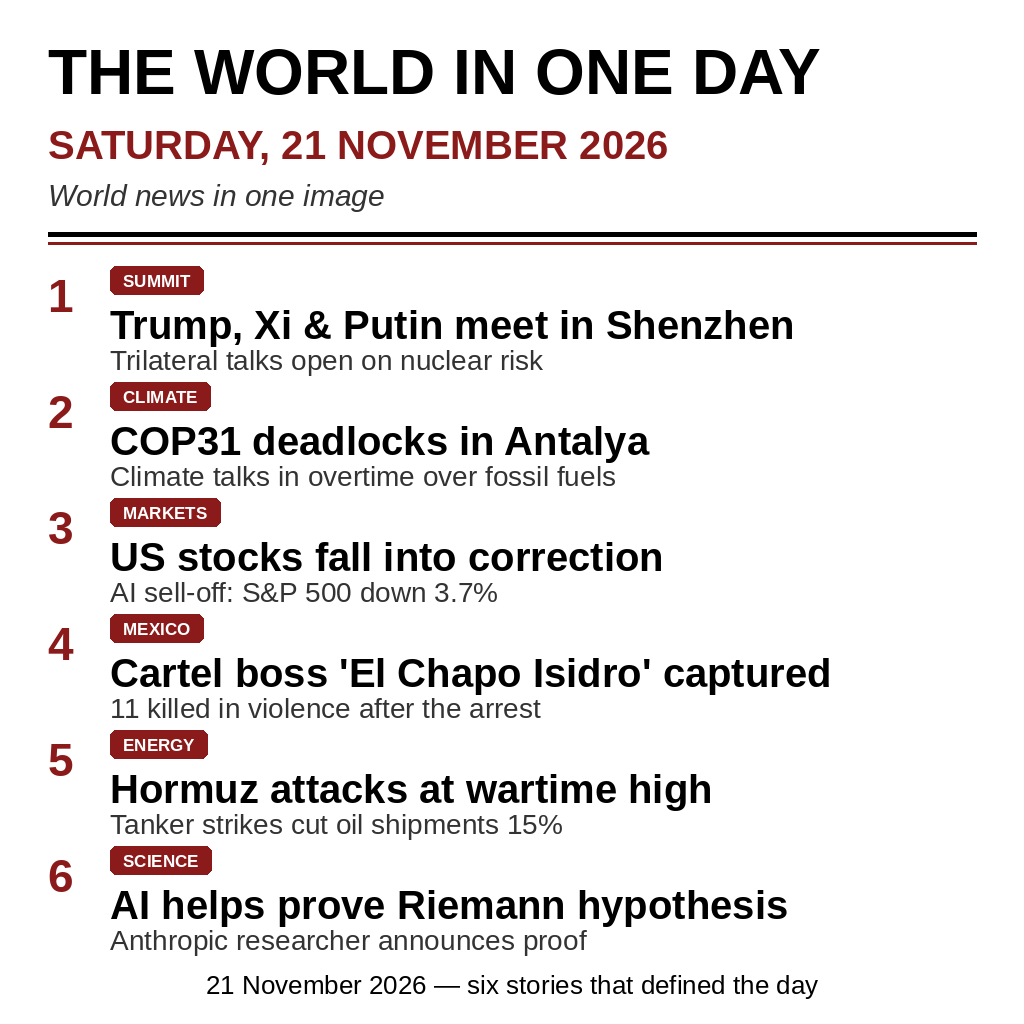 THE WORLD IN ONE DAY
SATURDAY, 21 NOVEMBER 2026
World news in one image
1
SUMMIT
Trump, Xi & Putin meet in Shenzhen
Trilateral talks open on nuclear risk
2
CLIMATE
COP31 deadlocks in Antalya
Climate talks in overtime over fossil fuels
3
MARKETS
US stocks fall into correction
AI sell-off: S&P 500 down 3.7%
4
MEXICO
Cartel boss 'El Chapo Isidro' captured
11 killed in violence after the arrest
5
ENERGY
Hormuz attacks at wartime high
Tanker strikes cut oil shipments 15%
6
SCIENCE
AI helps prove Riemann hypothesis
Anthropic researcher announces proof
21 November 2026 — six stories that defined the day